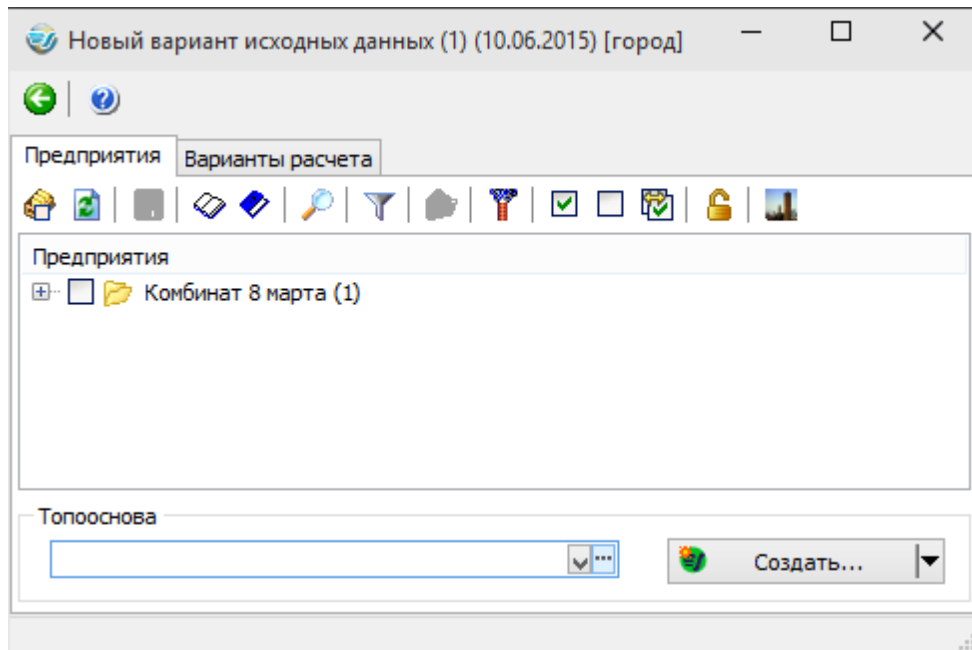 Новый вариант исходных данных (1) (10.06.2015) [город]
Предприятия
Варианты расчета
Предприятия
Комбинат 8 марта (1)
Топооснова
Создать...